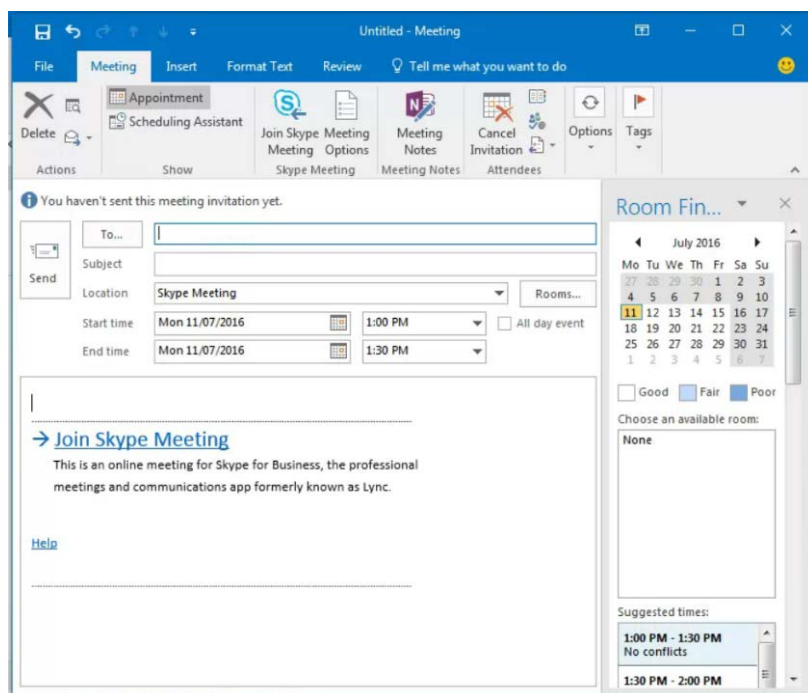 Untitled - Meeting
File Meeting Insert Format Text Review Tell me what you want to do
Delete
Appointment
Scheduling Assistant
Join Skype Meeting
Meeting Options
Meeting Notes
Cancel Invitation
Options
Tags
Actions Show Skype Meeting Meeting Notes Attendees
You haven't sent this meeting invitation yet.
Send
To...
Subject
Location Skype Meeting Rooms...
Start time Mon 11/07/2016 1:00 PM All day event
End time Mon 11/07/2016 1:30 PM
Join Skype Meeting
This is an online meeting for Skype for Business, the professional
meetings and communications app formerly known as Lync.
Help
Room Fin...
July 2016
Mo Tu We Th Fr Sa Su
27 28 29 30 1 2 3
4 5 6 7 8 9 10
11 12 13 14 15 16 17
18 19 20 21 22 23 24
25 26 27 28 29 30 31
1 2 3 4 5 6 7
Good Fair Poor
Choose an available room:
None
Suggested times:
1:00 PM - 1:30 PM
No conflicts
1:30 PM - 2:00 PM